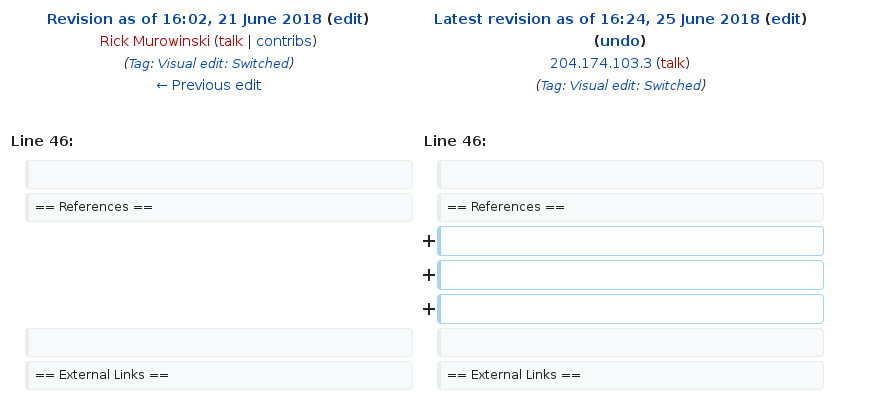 Revision as of 16:02, 21 June 2018 (edit)
Rick Murowinski (talk | contribs)
(Tag: Visual edit: Switched)
← Previous edit
Latest revision as of 16:24, 25 June 2018 (edit)
(undo)
204.174.103.3 (talk)
(Tag: Visual edit: Switched)
Line 46:
Line 46:
== References ==
== References ==
+
+
+
== External Links ==
== External Links ==